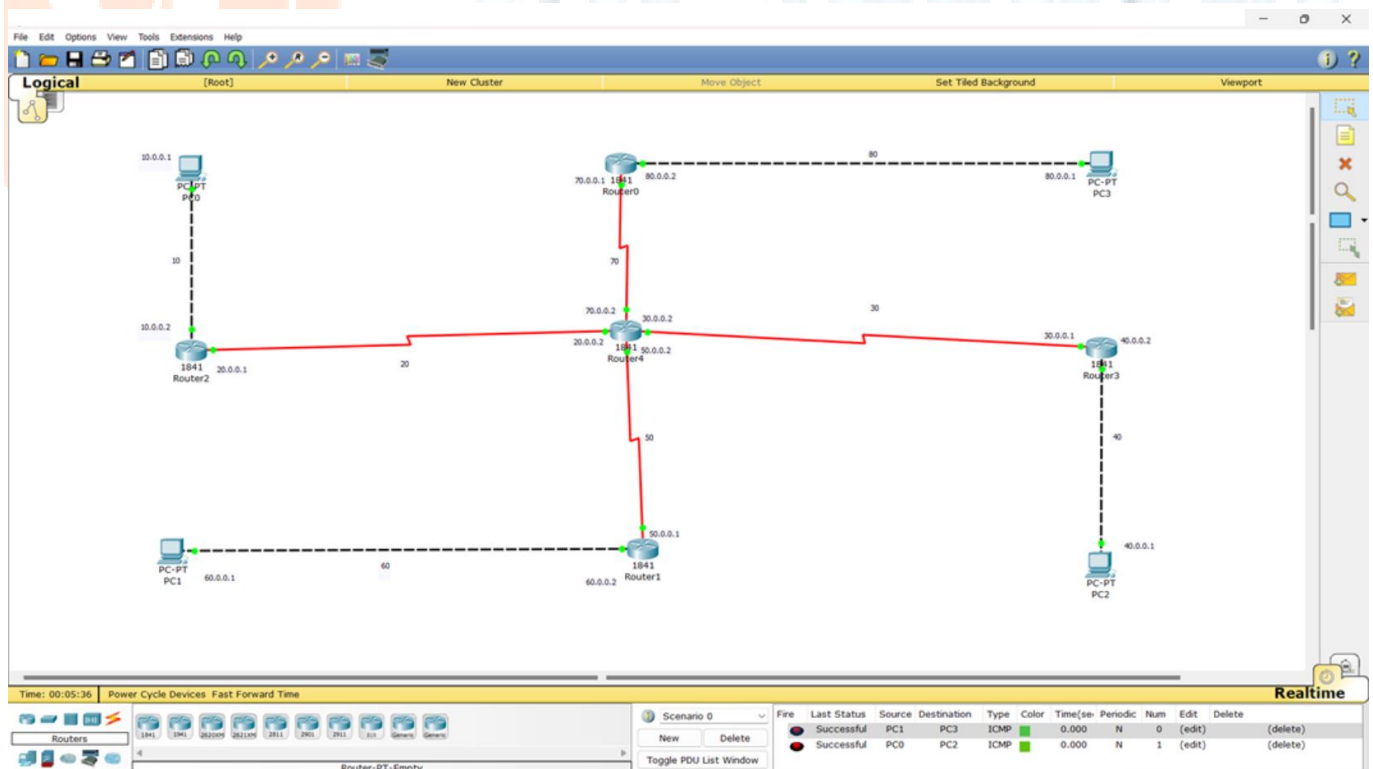 File Edit Options View Tools Extensions Help
Logical [Root] New Cluster Move Object Set Tiled Background Viewport
10.0.0.1
PC-PT
PC0
10
10.0.0.2
1841
Router2
20.0.0.1
20
70.0.0.1 1841 80.0.0.2
Router0
80
80.0.0.1
PC-PT
PC3
70
70.0.0.2
30.0.0.2
20.0.0.2 1841 50.0.0.2
Router4
30
30.0.0.1
40.0.0.2
1841
Router3
50
40
50.0.0.1
40.0.0.1
PC-PT
PC1
60.0.0.1
60
60.0.0.2
1841
Router1
PC-PT
PC2
Time: 00:05:36 Power Cycle Devices Fast Forward Time Realtime
Routers
1841 1941 2620XM 2621XM 2811 2901 2911 819 Generic Generic
Router-PT-Empty
Scenario 0
New Delete
Toggle PDU List Window
Fire Last Status Source Destination Type Color Time(se Periodic Num Edit Delete
Successful PC1 PC3 ICMP 0.000 N 0 (edit) (delete)
Successful PC0 PC2 ICMP 0.000 N 1 (edit) (delete)